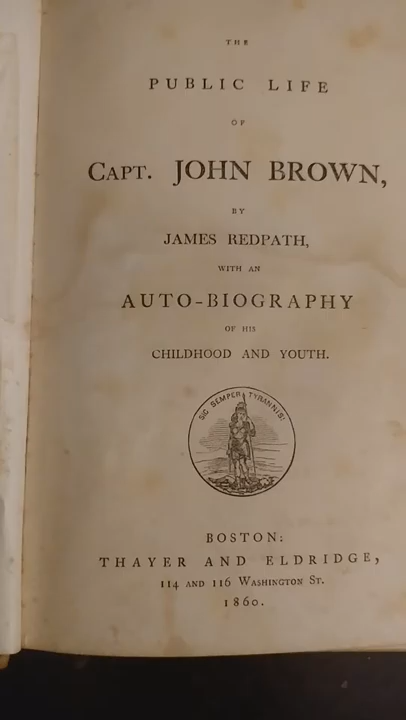 THE
PUBLIC LIFE
OF
CAPT. JOHN BROWN,
BY
JAMES REDPATH,
WITH AN
AUTO-BIOGRAPHY
OF HIS
CHILDHOOD AND YOUTH.
SIC SEMPER TYRANNIS!
BOSTON:
THAYER AND ELDRIDGE,
114 AND 116 WASHINGTON ST.
1860.